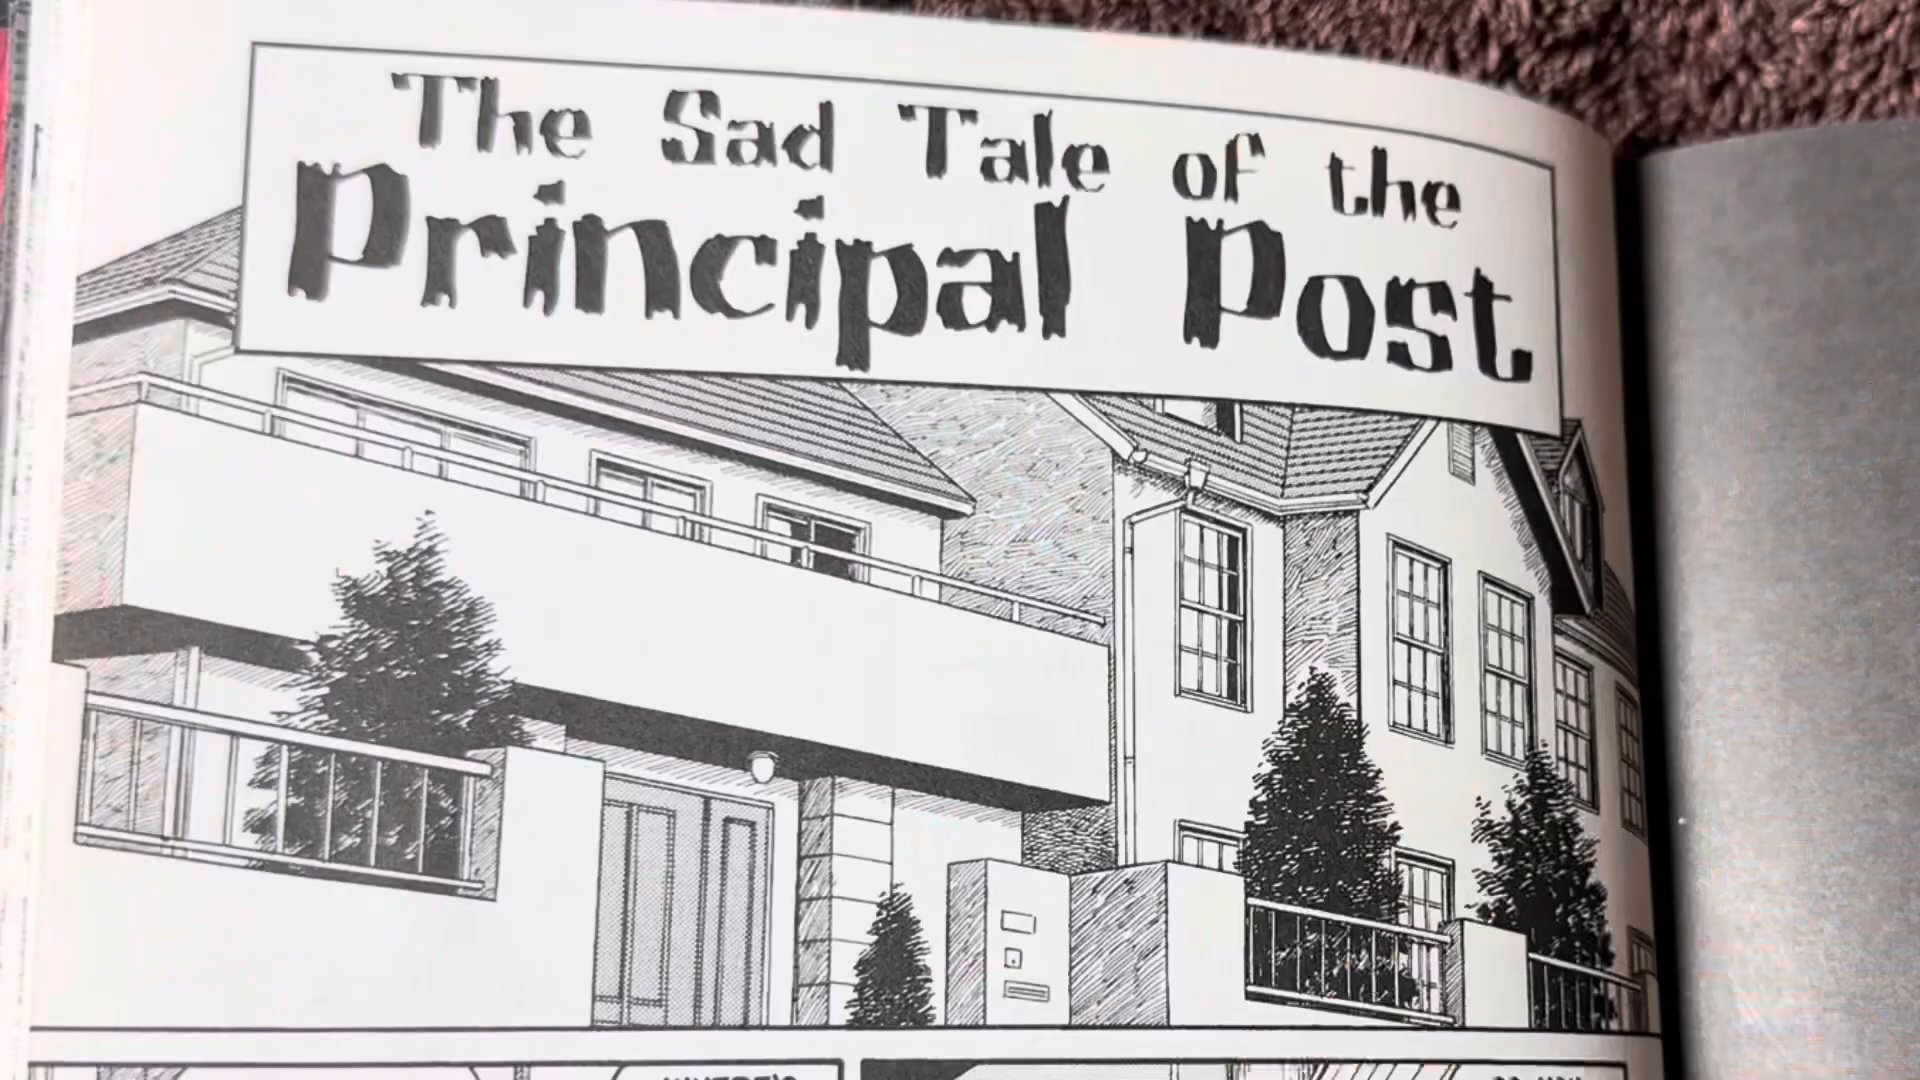 The Sad Tale of the
Principal Post